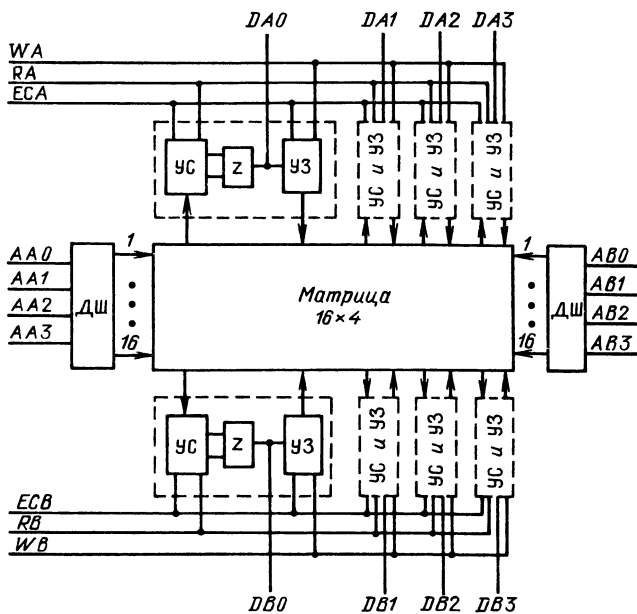 DA0 DA1 DA2 DA3
WA
RA
ECA
УС Z УЗ УС и УЗ УС и УЗ УС и УЗ
AA0
AA1
AA2
AA3
ДШ
1
16
Матрица
16×4
1
16
ДШ
AB0
AB1
AB2
AB3
УС Z УЗ УС и УЗ УС и УЗ УС и УЗ
ECB
RB
WB
DB0 DB1 DB2 DB3